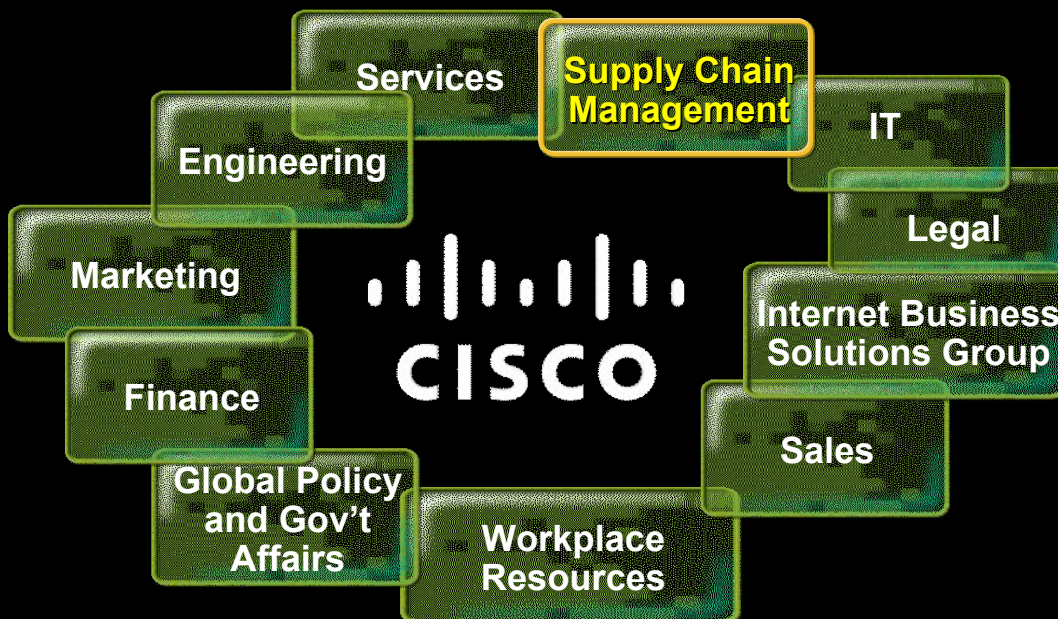 Services
Supply Chain
Management
IT
Engineering
Legal
Marketing
Internet Business
Solutions Group
CISCO
Finance
Sales
Global Policy
and Gov't
Affairs
Workplace
Resources